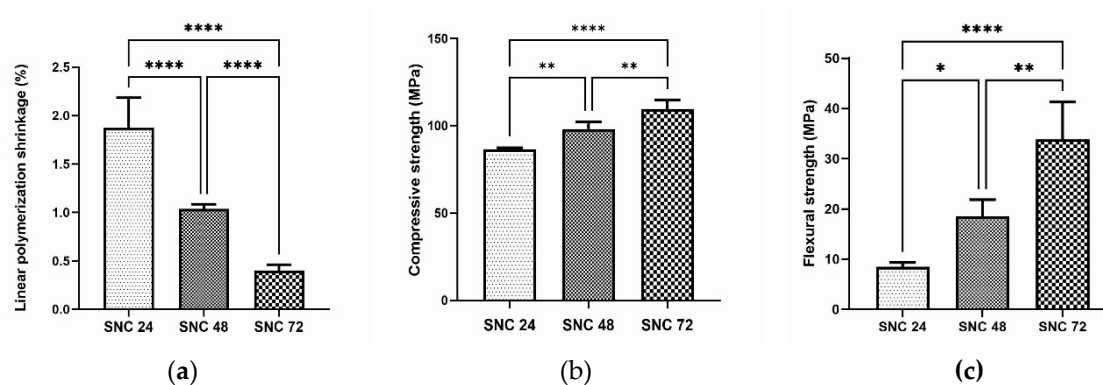 ****
**** ****
Linear polymerization shrinkage (%)
2.5
2.0
1.5
1.0
0.5
0.0
SNC 24 SNC 48 SNC 72
(a)
****
** **
Compressive strength (MPa)
150
100
50
0
SNC 24 SNC 48 SNC 72
(b)
****
* **
Flexural strength (MPa)
50
40
30
20
10
0
SNC 24 SNC 48 SNC 72
(c)